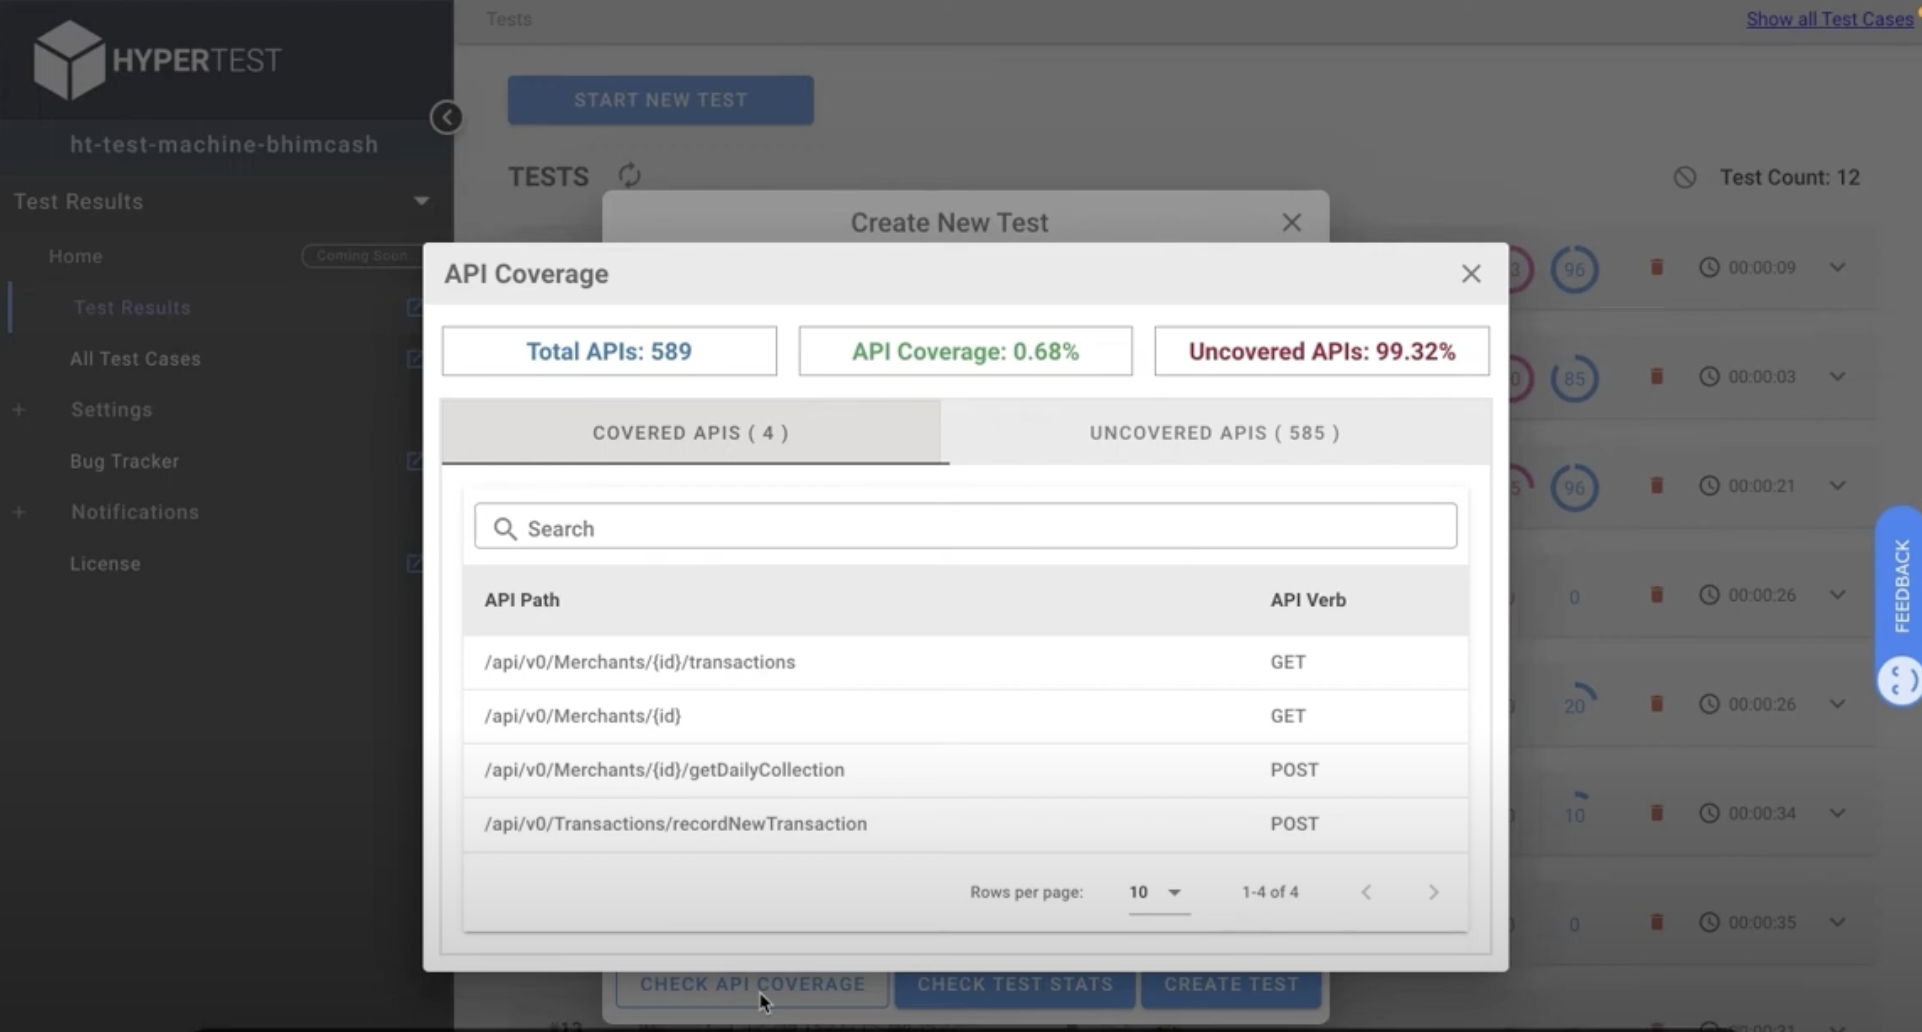 HYPERTEST
ht-test-machine-bhimcash
Test Results
Home
Coming Soon
Test Results
All Test Cases
Settings
Bug Tracker
Notifications
License
Tests
Show all Test Cases
START NEW TEST
TESTS
Test Count: 12
Create New Test
API Coverage
Total APIs: 589
API Coverage: 0.68%
Uncovered APIs: 99.32%
COVERED APIS ( 4 )
UNCOVERED APIS ( 585 )
Search
API Path API Verb
/api/v0/Merchants/{id}/transactions GET
/api/v0/Merchants/{id} GET
/api/v0/Merchants/{id}/getDailyCollection POST
/api/v0/Transactions/recordNewTransaction POST
Rows per page: 10 1-4 of 4
CHECK API COVERAGE
CHECK TEST STATS
CREATE TEST
96 00:00:09
85 00:00:03
96 00:00:21
0 00:00:26
20 00:00:26
10 00:00:34
0 00:00:35
FEEDBACK